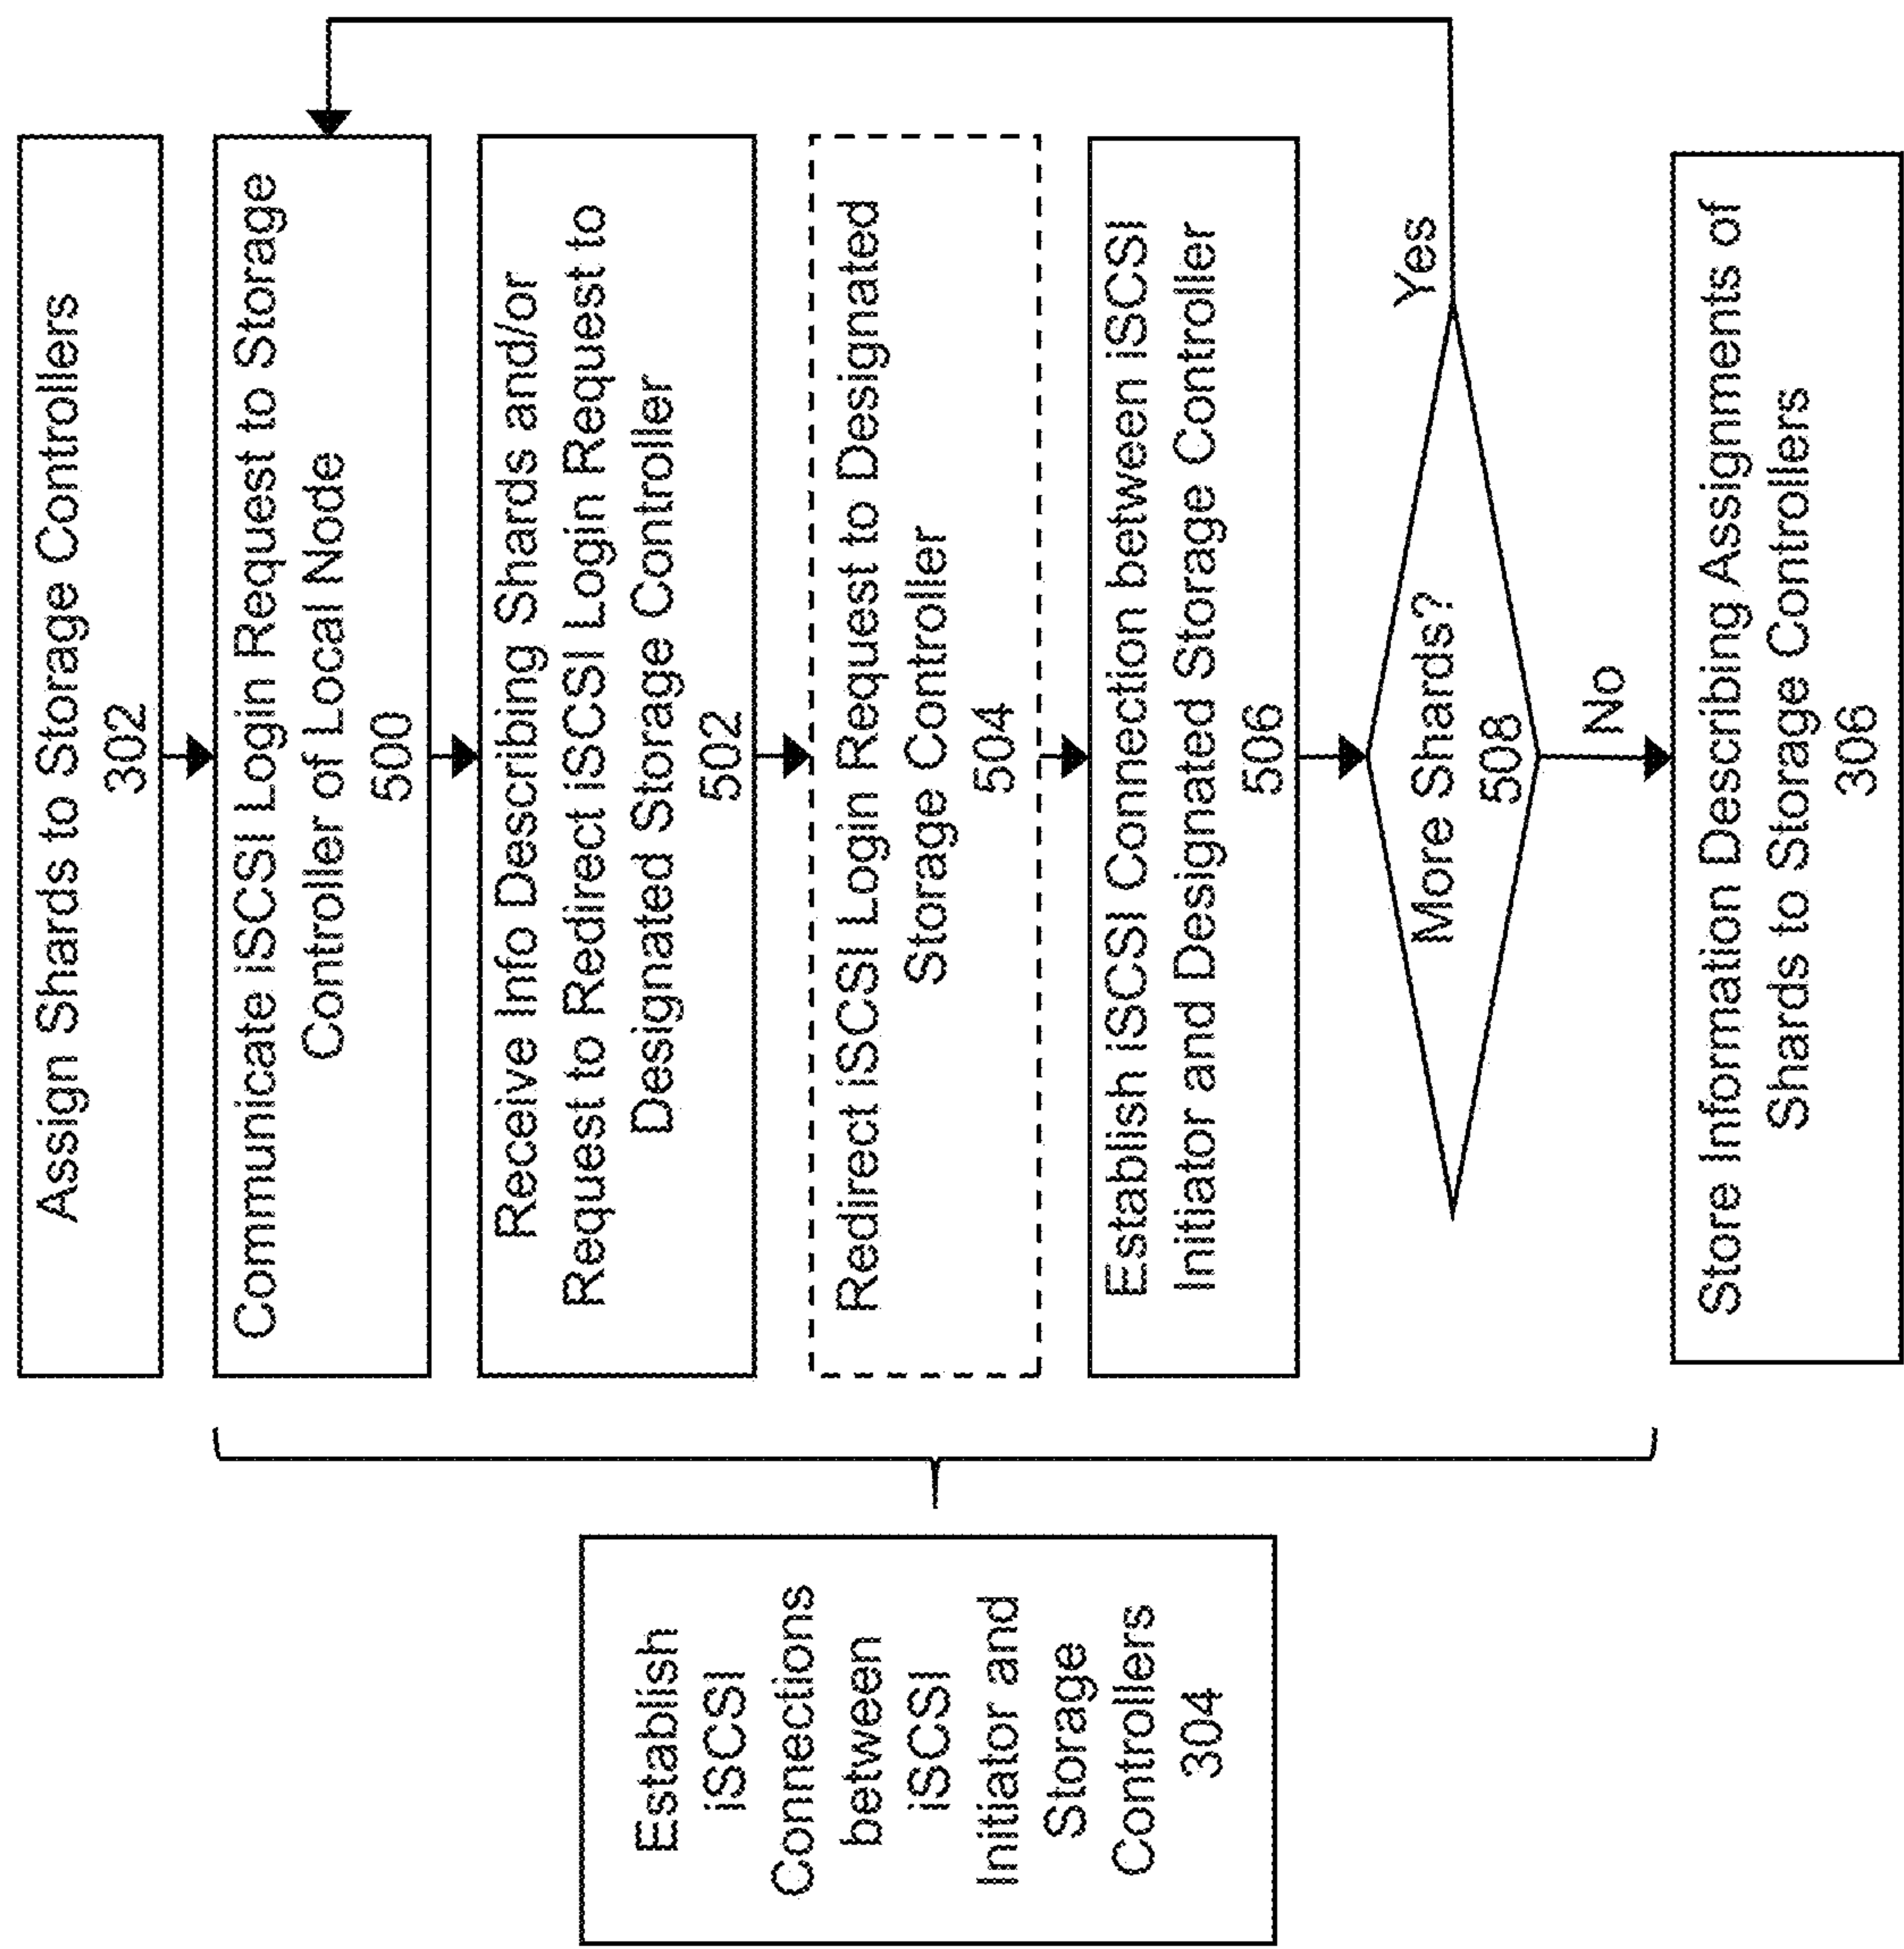 Assign Shards to Storage Controllers
302
Communicate iSCSI Login Request to Storage
Controller of Local Node
500
Receive Info Describing Shards and/or
Request to Redirect iSCSI Login Request to
Designated Storage Controller
502
Redirect iSCSI Login Request to Designated
Storage Controller
504
Establish iSCSI Connection between iSCSI
Initiator and Designated Storage Controller
506
More Shards?
508
Yes
No
Store Information Describing Assignments of
Shards to Storage Controllers
306
Establish
iSCSI
Connections
between
iSCSI
Initiator and
Storage
Controllers
304